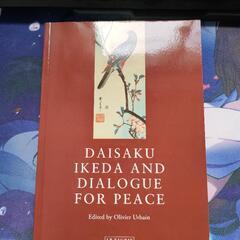 DAISAKU
IKEDA AND
DIALOGUE
FOR PEACE
Edited by Olivier Urbain